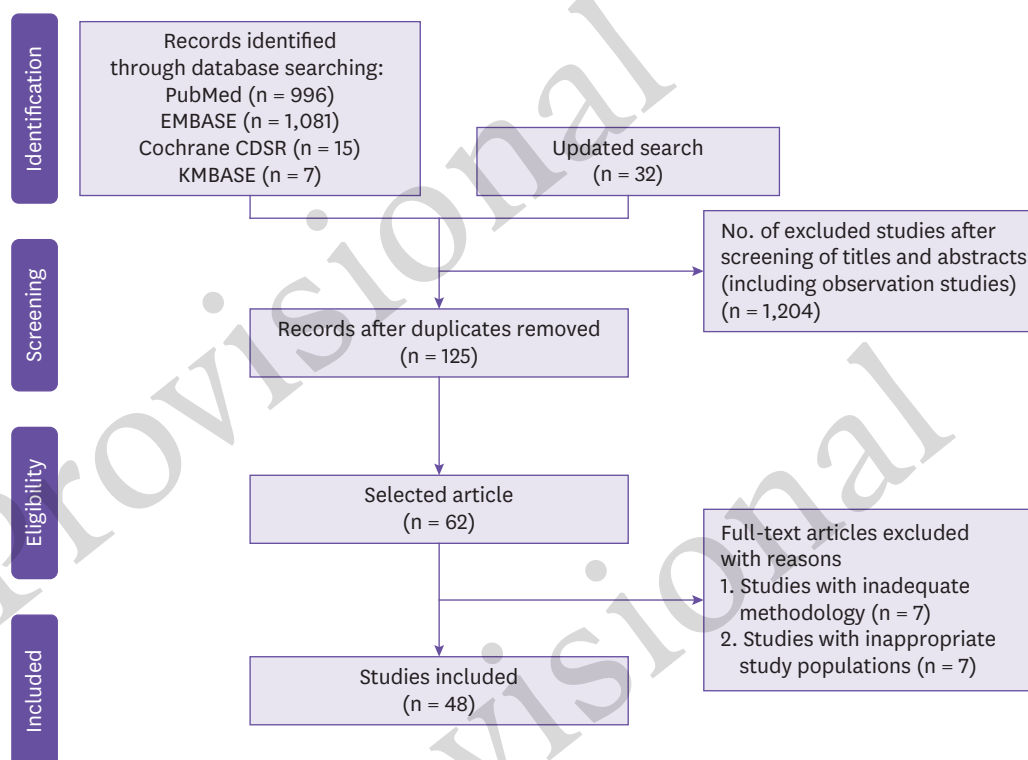 Identification
Records identified
through database searching:
PubMed (n = 996)
EMBASE (n = 1,081)
Cochrane CDSR (n = 15)
KMBASE (n = 7)
Updated search
(n = 32)
Screening
No. of excluded studies after
screening of titles and abstracts
(including observation studies)
(n = 1,204)
Records after duplicates removed
(n = 125)
Eligibility
Selected article
(n = 62)
Full-text articles excluded
with reasons
1. Studies with inadequate
methodology (n = 7)
2. Studies with inappropriate
study populations (n = 7)
Included
Studies included
(n = 48)
Provisional
Provisional